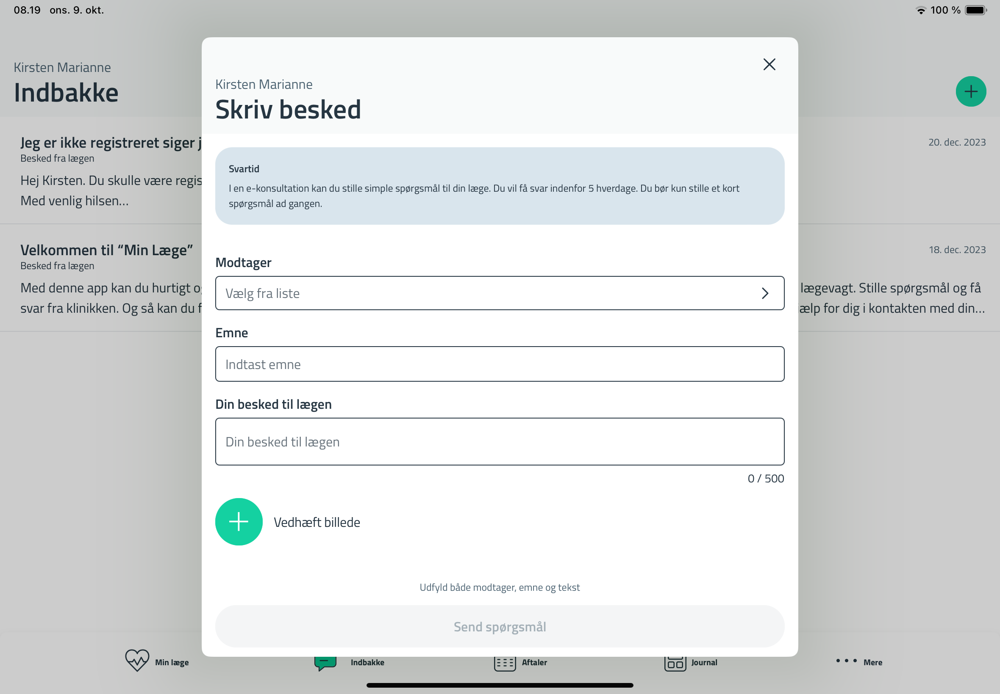 08.19 ons. 9. okt.
100 %
Kirsten Marianne
Indbakke
Jeg er ikke registreret siger
Besked fra lægen
20. dec. 2023
Hej Kirsten. Du skulle være
Med venlig hilsen...
Velkommen til “Min Læge”
Besked fra lægen
18. dec. 2023
Med denne app kan du hurtigt
lægevagt. Stille spørgsmål og få
svar fra klinikken. Og så kan du
for dig i kontakten med din...
Kirsten Marianne
Skriv besked
Svartid
I en e-konsultation kan du stille simple spørgsmål til din læge. Du vil få svar indenfor 5 hverdage. Du bør kun stille et kort
spørgsmål ad gangen.
Modtager
Vælg fra liste
Emne
Indtast emne
Din besked til lægen
Din besked til lægen
0 / 500
Vedhæft billede
Udfyld både modtager, emne og tekst
Send spørgsmål
Min læge
Indbakke
Aftaler
Journal
Mere